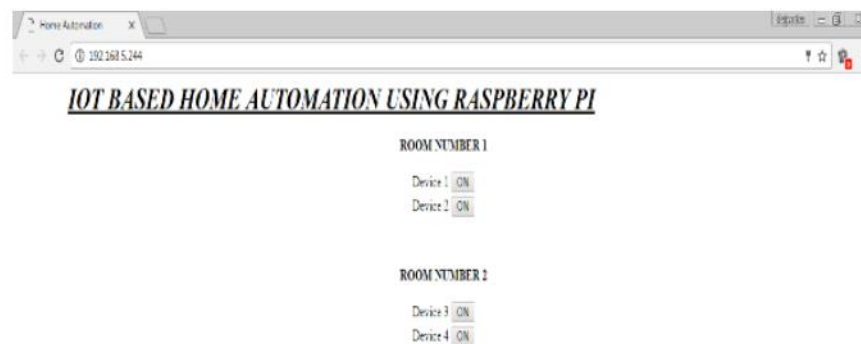 Home Automation
192.168.5.244
IOT BASED HOME AUTOMATION USING RASPBERRY PI
ROOM NUMBER 1
Device 1 ON
Device 2 ON
ROOM NUMBER 2
Device 3 ON
Device 4 ON